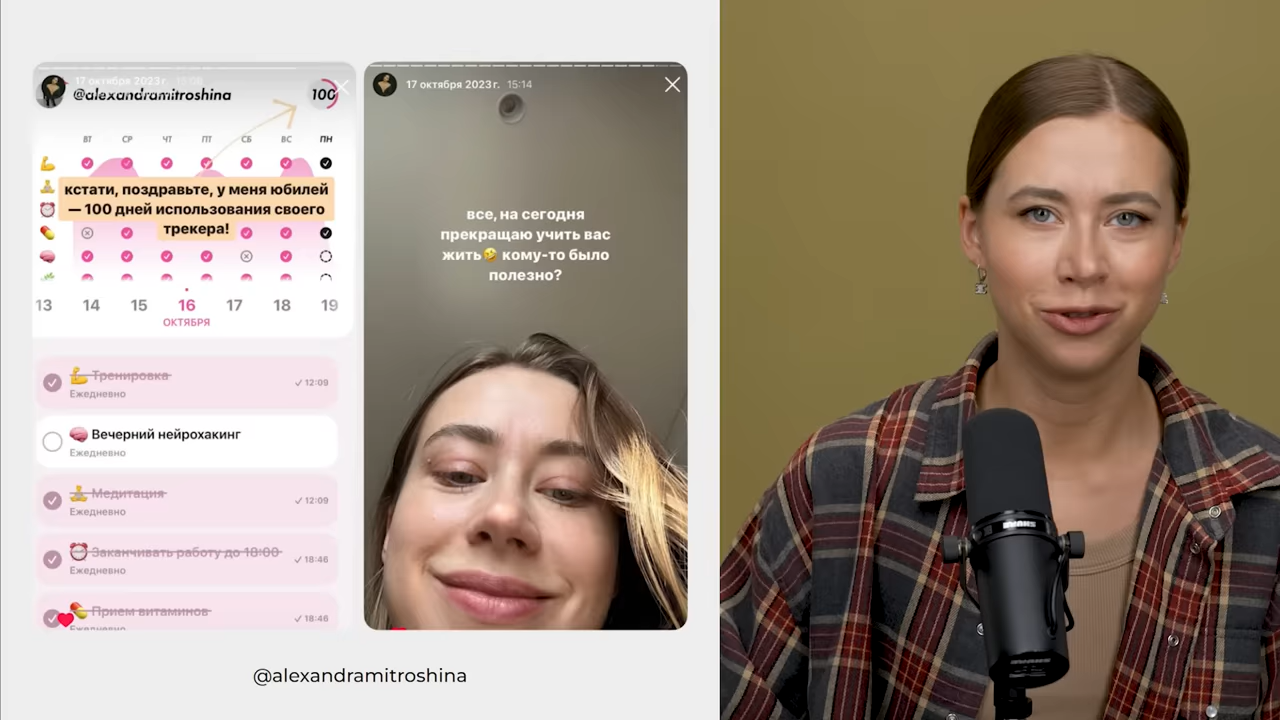 17 октября 2023 г.
@alexandramitroshina
100
ВТ СР ЧТ ПТ СБ ВС ПН
кстати, поздравьте, у меня юбилей
— 100 дней использования своего
трекера!
13 14 15 16 17 18 19
ОКТЯБРЯ
Тренировка
12:09
Ежедневно
Вечерний нейрохакинг
Ежедневно
Медитация
12:09
Ежедневно
Заканчивать работу до 18:00
18:46
Ежедневно
Прием витаминов
18:46
Ежедневно
17 октября 2023 г. 15:14
все, на сегодня
прекращаю учить вас
жить🤣 кому-то было
полезно?
@alexandramitroshina